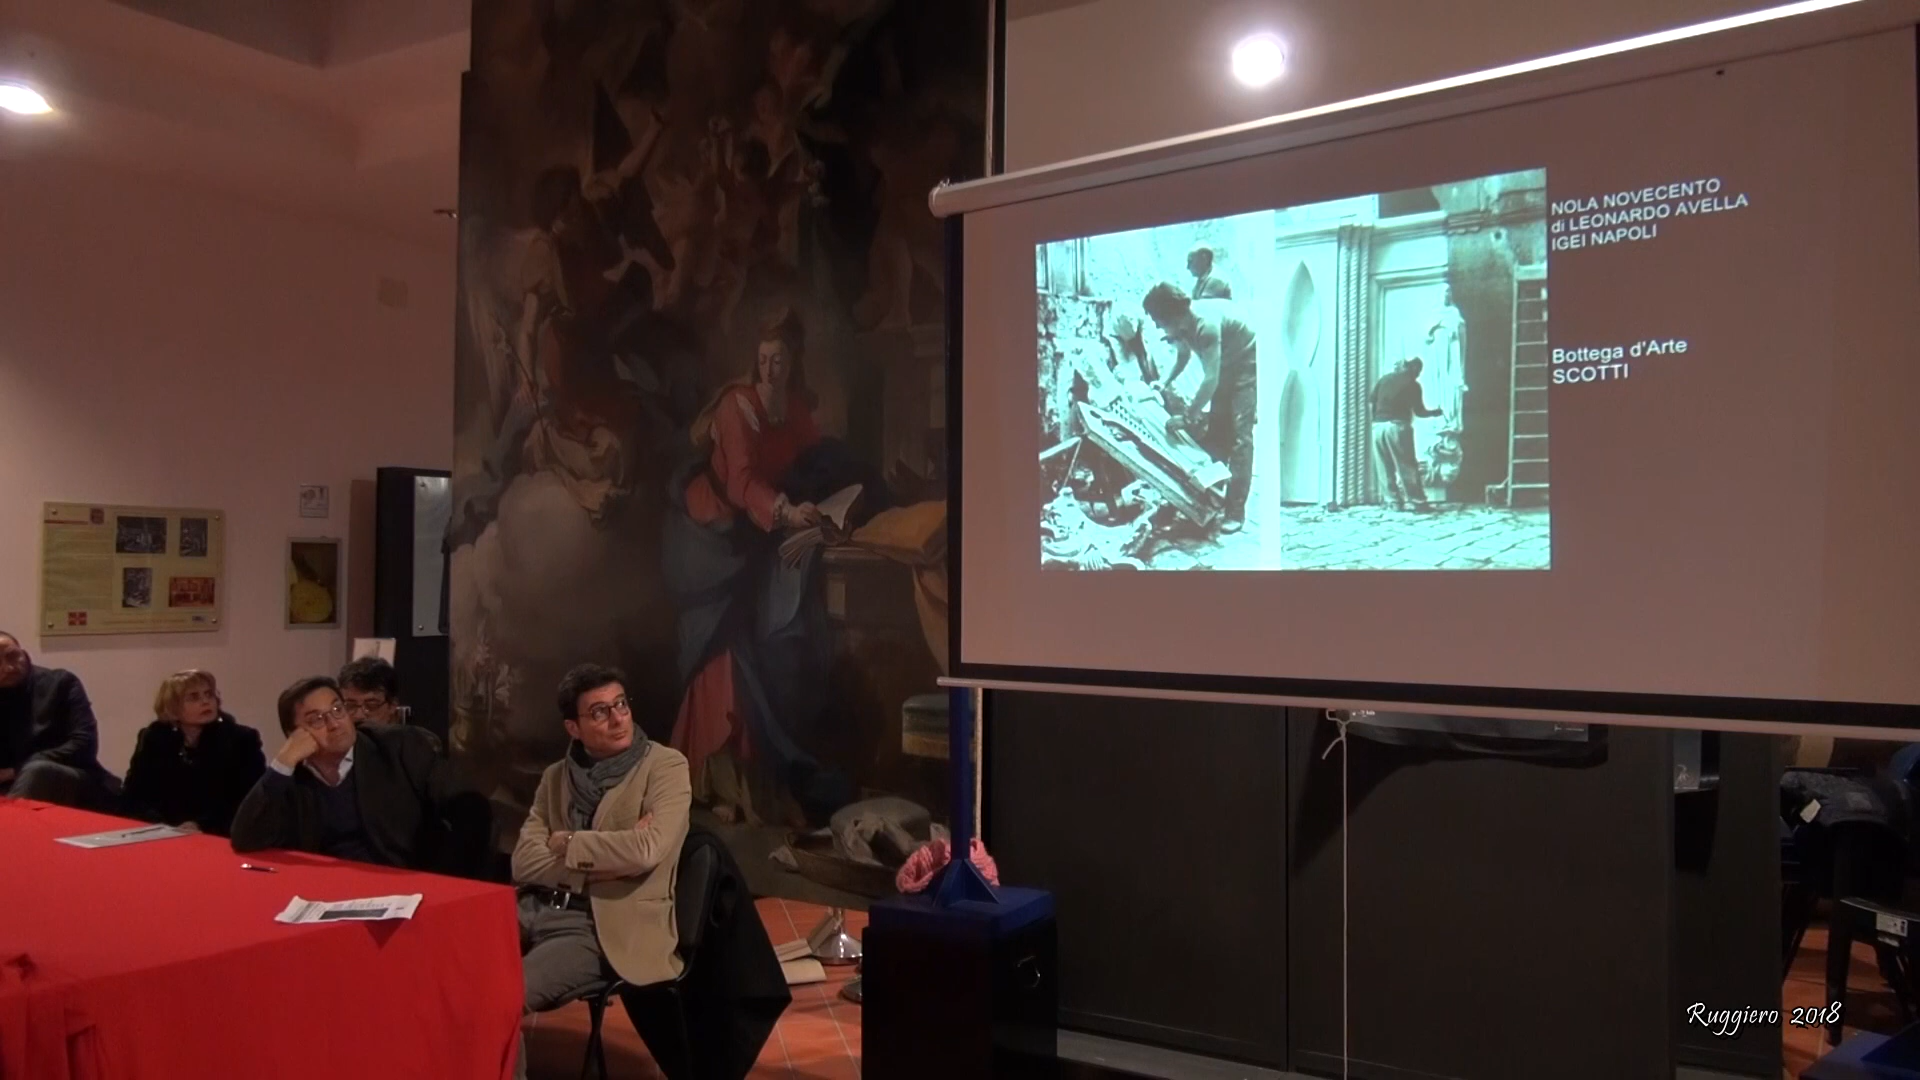 NOLA NOVECENTO
di LEONARDO AVELLA
IGEI NAPOLI
Bottega d'Arte
SCOTTI
Ruggiero 2018